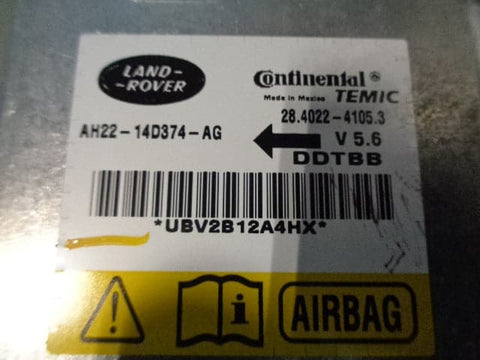 LAND-
-ROVER
Continental ®
Made in Mexico TEMIC
28.4022-4105.3
AH22-14D374-AG
V 5.6
DDTBB
*UBV2B12A4HX*
AIRBAG